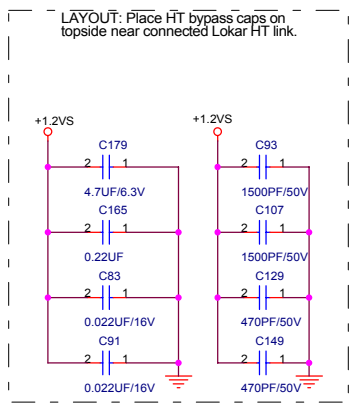 LAYOUT: Place HT bypass caps on
topside near connected Lokar HT link.
+1.2VS
C179
2 1
4.7UF/6.3V
C165
2 1
0.22UF
C83
2 1
0.022UF/16V
C91
2 1
0.022UF/16V
+1.2VS
C93
2 1
1500PF/50V
C107
2 1
1500PF/50V
C129
2 1
470PF/50V
C149
2 1
470PF/50V